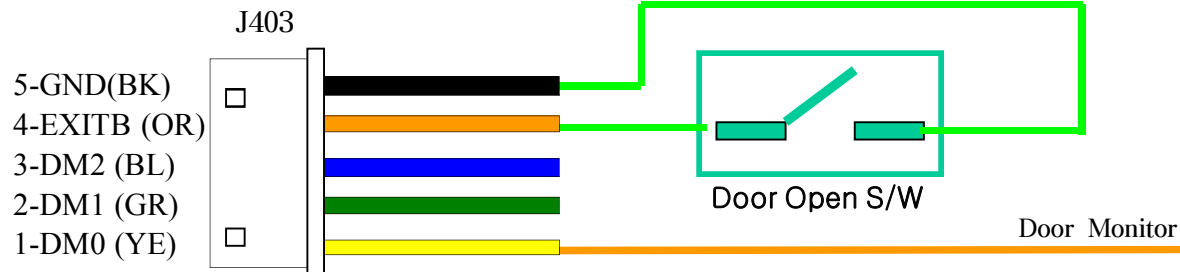 J403
5-GND(BK)
4-EXITB (OR)
3-DM2 (BL)
2-DM1 (GR)
1-DM0 (YE)
Door Open S/W
Door Monitor